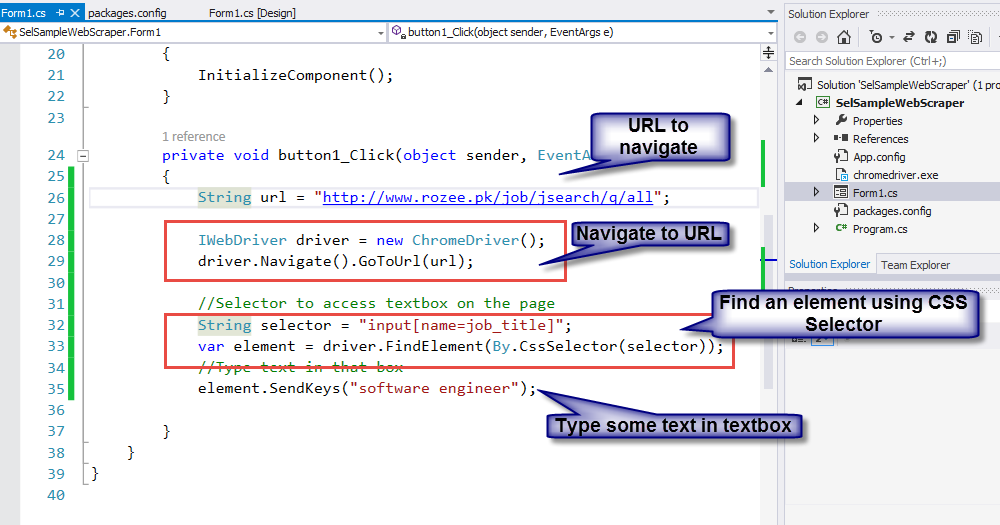 Form1.cs
packages.config
Form1.cs [Design]
SelSampleWebScraper.Form1
button1_Click(object sender, EventArgs e)
20 {
21 InitializeComponent();
22 }
23
1 reference
24 private void button1_Click(object sender, EventA
25 {
26 String url = "http://www.rozee.pk/job/jsearch/q/all";
27
28 IWebDriver driver = new ChromeDriver();
29 driver.Navigate().GoToUrl(url);
30
31 //Selector to access textbox on the page
32 String selector = "input[name=job_title]";
33 var element = driver.FindElement(By.CssSelector(selector));
34 //Type text in that box
35 element.SendKeys("software engineer");
36
37 }
38 }
39 }
40
URL to
navigate
Navigate to URL
Find an element using CSS
Selector
Type some text in textbox
Solution Explorer
Search Solution Explorer (Ctrl+;)
Solution 'SelSampleWebScraper' (1 pro
C# SelSampleWebScraper
Properties
References
App.config
chromedriver.exe
Form1.cs
packages.config
C# Program.cs
Solution Explorer
Team Explorer